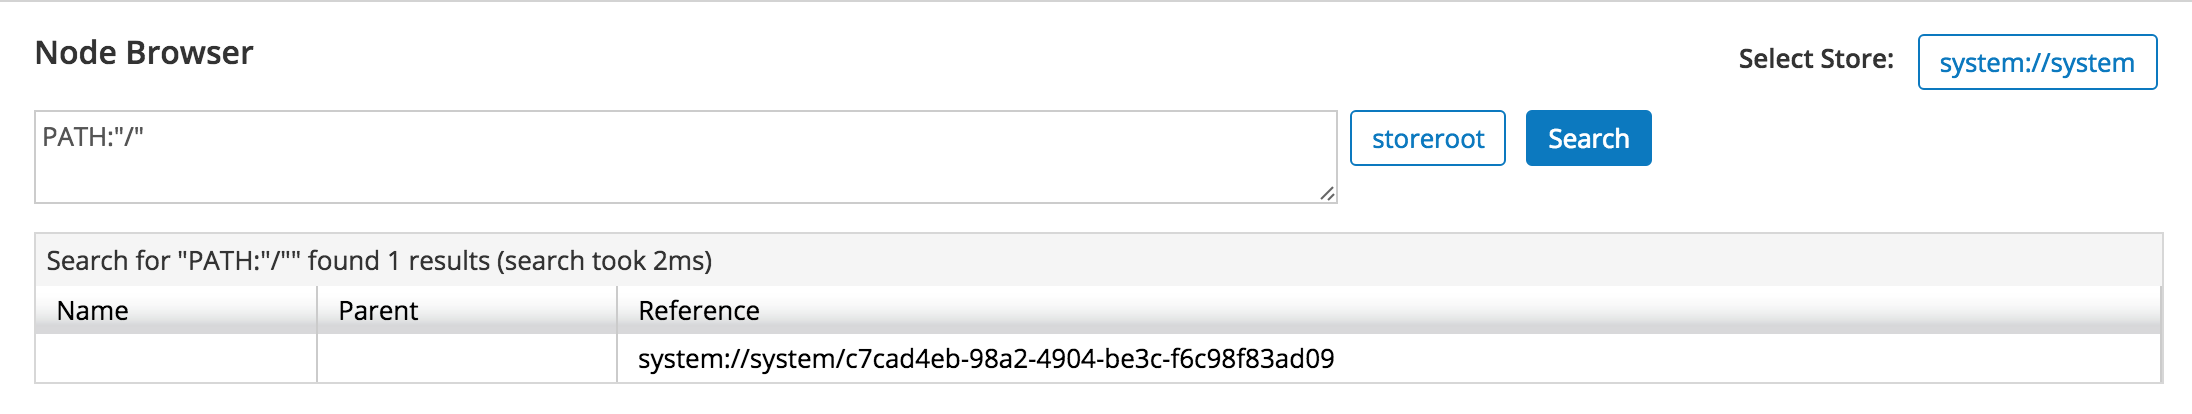 Node Browser
Select Store: system://system
PATH:"/"
storeroot Search
Search for "PATH:"/"" found 1 results (search took 2ms)
Name Parent Reference
system://system/c7cad4eb-98a2-4904-be3c-f6c98f83ad09